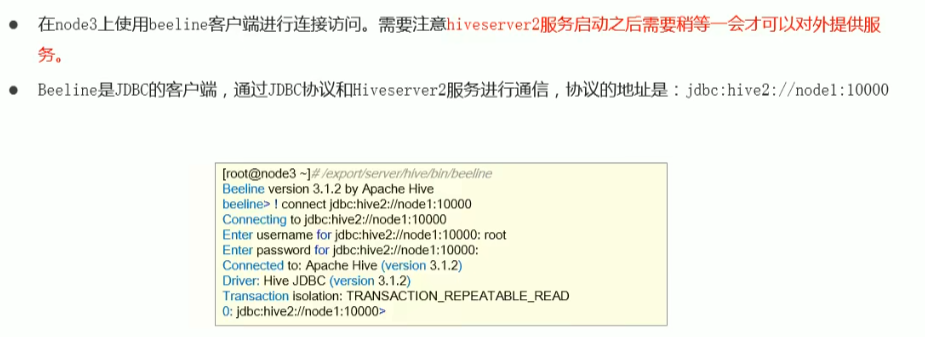 ● 在node3上使用beeline客户端进行连接访问。需要注意hiveserver2服务启动之后需要稍等一会才可以对外提供服
务。
● Beeline是JDBC的客户端，通过JDBC协议和Hiveserver2服务进行通信，协议的地址是：jdbc:hive2://node1:10000
[root@node3 ~]# /export/server/hive/bin/beeline
Beeline version 3.1.2 by Apache Hive
beeline> ! connect jdbc:hive2://node1:10000
Connecting to jdbc:hive2://node1:10000
Enter username for jdbc:hive2://node1:10000: root
Enter password for jdbc:hive2://node1:10000:
Connected to: Apache Hive (version 3.1.2)
Driver: Hive JDBC (version 3.1.2)
Transaction isolation: TRANSACTION_REPEATABLE_READ
0: jdbc:hive2://node1:10000>